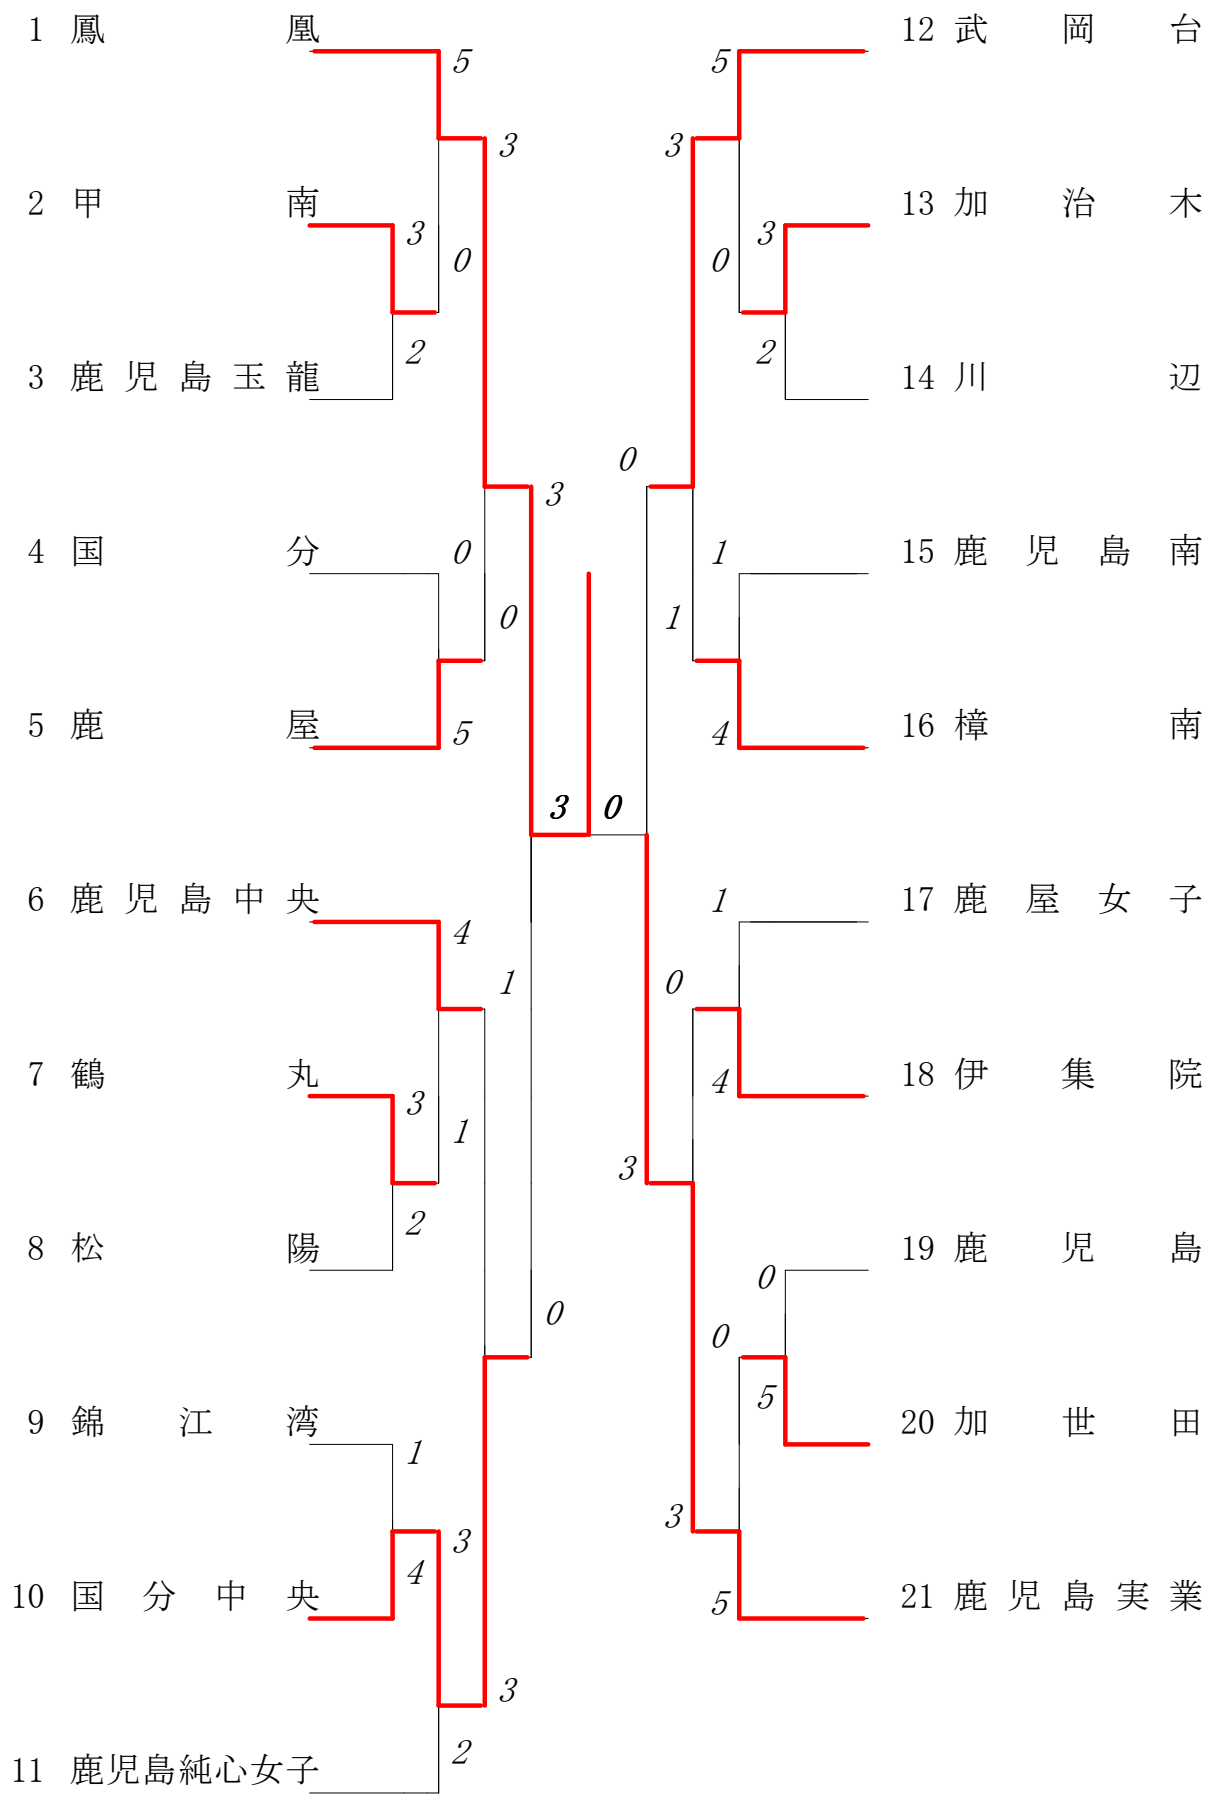 1 鳳凰
5
3
2 甲南
3
0
2
3 鹿児島玉龍
3
4 国分
0
0
5 鹿屋
5
3 0
6 鹿児島中央
4
1
7 鶴丸
3
1
2
8 松陽
0
9 錦江湾
1
3
4
10 国分中央
3
2
11 鹿児島純心女子
12 武岡台
5
3
13 加治木
3
0
2
14 川辺
0
15 鹿児島南
1
1
16 樟南
4
17 鹿屋女子
1
0
18 伊集院
4
3
19 鹿児島
0
0
5
20 加世田
3
5
21 鹿児島実業